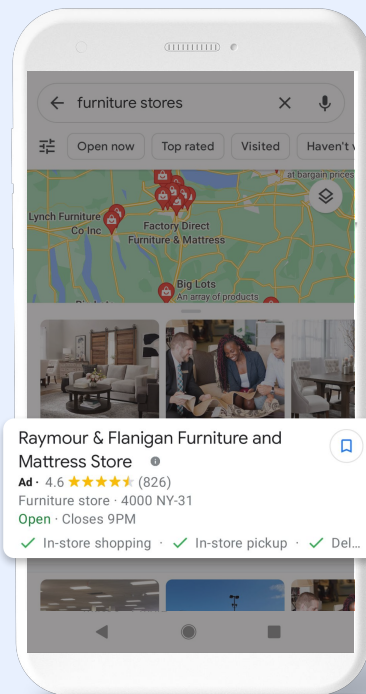 furniture stores
Open now
Top rated
Visited
Haven't
at bargain prices
Lynch Furniture
Co Inc
Factory Direct
Furniture & Mattress
Big Lots
An array of products
Raymour & Flanigan Furniture and
Mattress Store
Ad · 4.6 (826)
Furniture store · 4000 NY-31
Open · Closes 9PM
In-store shopping · In-store pickup · Del...